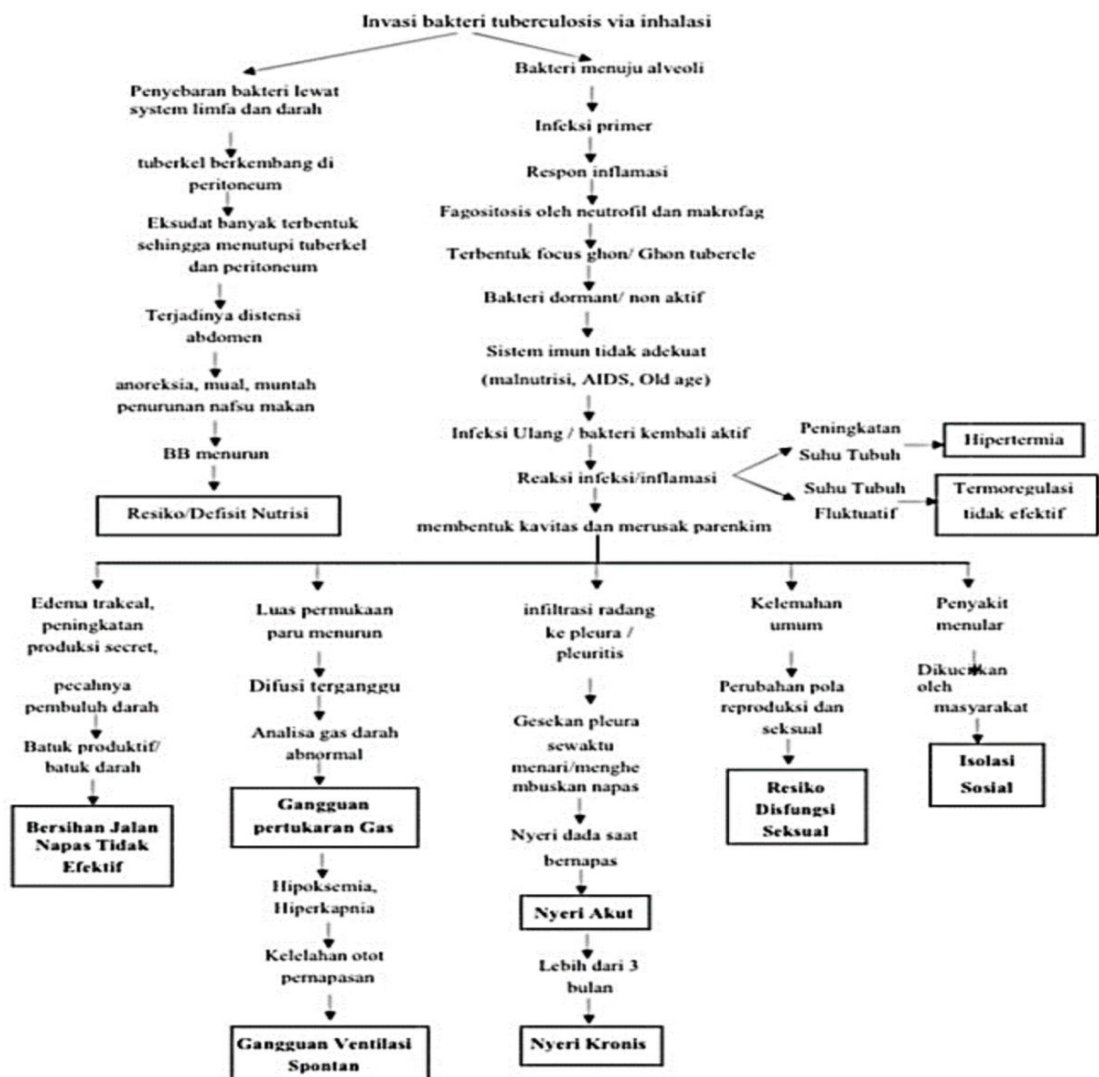 Invasi bakteri tuberculosis via inhalasi
Penyebaran bakteri lewat
system limfa dan darah
tuberkel berkembang di
peritoneum
Eksudat banyak terbentuk
sehingga menutupi tuberkel
dan peritoneum
Terjadinya distensi
abdomen
anoreksia, mual, muntah
penurunan nafsu makan
BB menurun
Resiko/Defisit Nutrisi
Bakteri menuju alveoli
Infeksi primer
Respon inflamasi
Fagositosis oleh neutrofil dan makrofag
Terbentuk focus ghon/ Ghon tubercle
Bakteri dormant/ non aktif
Sistem imun tidak adekuat
(malnutrisi, AIDS, Old age)
Infeksi Ulang / bakteri kembali aktif
Reaksi infeksi/inflamasi
Peningkatan
Suhu Tubuh
Hipertermia
Suhu Tubuh
Fluktuatif
Termoregulasi
tidak efektif
membentuk kavitas dan merusak parenkim
Edema trakeal,
peningkatan
produksi secret,
pecahnya
pembuluh darah
Batuk produktif/
batuk darah
Bersihan Jalan
Napas Tidak
Efektif
Luas permukaan
paru menurun
Difusi terganggu
Analisa gas darah
abnormal
Gangguan
pertukaran Gas
Hipoksemia,
Hiperkapnia
Kelelahan otot
pernapasan
Gangguan Ventilasi
Spontan
infiltrasi radang
ke pleura /
pleuritis
Gesekan pleura
sewaktu
menari/menghe
mbuskan napas
Nyeri dada saat
bernapas
Nyeri Akut
Lebih dari 3
bulan
Nyeri Kronis
Kelemahan
umum
Perubahan pola
reproduksi dan
seksual
Resiko
Disfungsi
Seksual
Penyakit
menular
Dikucilkan
oleh
masyarakat
Isolasi
Sosial